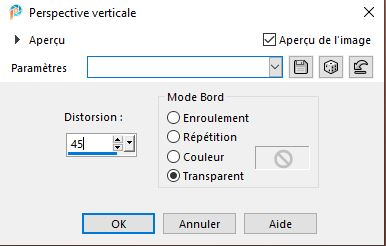 Perspective verticale
Aperçu
Aperçu de l'image
Paramètres
Mode Bord
Distorsion :
45
Enroulement
Répétition
Couleur
Transparent
OK Annuler Aide